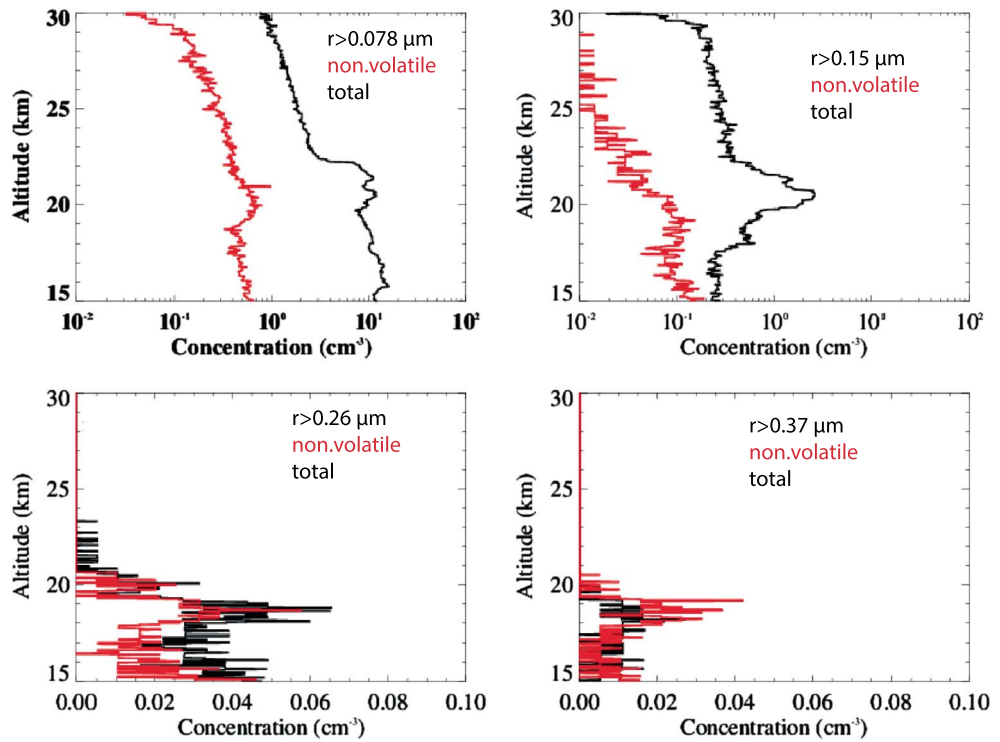 30
25
20
15
Altitude (km)
r>0.078 µm
non.volatile
total
10-2 10-1 100 101 102
Concentration (cm-3)
30
25
20
15
Altitude (km)
r>0.15 µm
non.volatile
total
10-2 10-1 100 103 102
Concentration (cm-3)
30
25
20
15
Altitude (km)
r>0.26 µm
non.volatile
total
0.00 0.02 0.04 0.06 0.08 0.10
Concentration (cm-3)
30
25
20
15
Altitude (km)
r>0.37 µm
non.volatile
total
0.00 0.02 0.04 0.06 0.08 0.10
Concentration (cm-3)